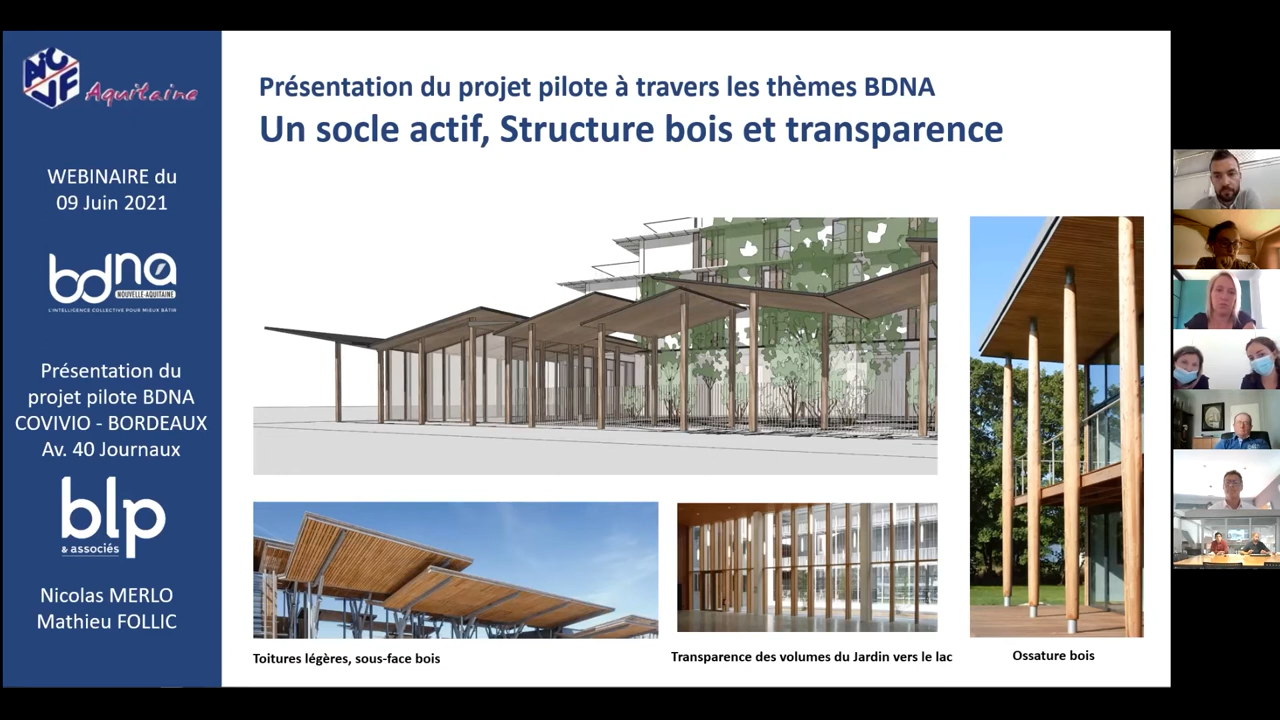 AICVF
Aquitaine
WEBINAIRE du
09 Juin 2021
bdna
NOUVELLE-AQUITAINE
L'INTELLIGENCE COLLECTIVE POUR MIEUX BÂTIR
Présentation du
projet pilote BDNA
COVIVIO - BORDEAUX
Av. 40 Journaux
blp
& associés
Nicolas MERLO
Mathieu FOLLIC
Présentation du projet pilote à travers les thèmes BDNA
Un socle actif, Structure bois et transparence
Toitures légères, sous-face bois
Transparence des volumes du Jardin vers le lac
Ossature bois